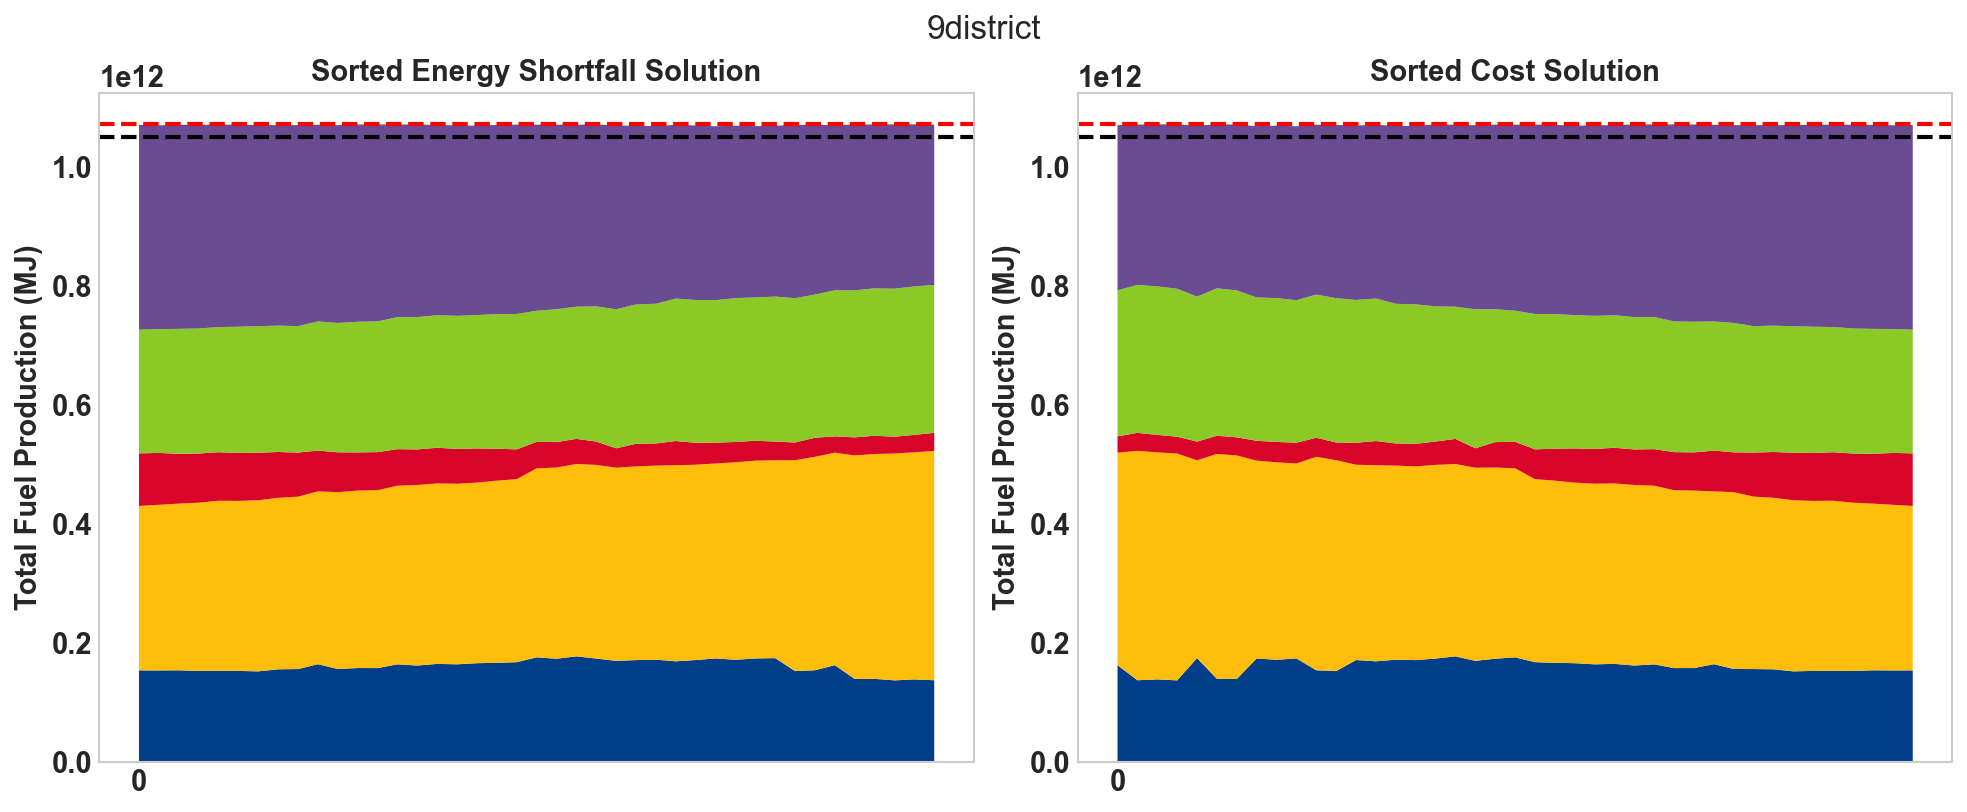 9district
Sorted Energy Shortfall Solution
1e12
Total Fuel Production (MJ)
1.0
0.8
0.6
0.4
0.2
0.0
0
Sorted Cost Solution
1e12
Total Fuel Production (MJ)
1.0
0.8
0.6
0.4
0.2
0.0
0